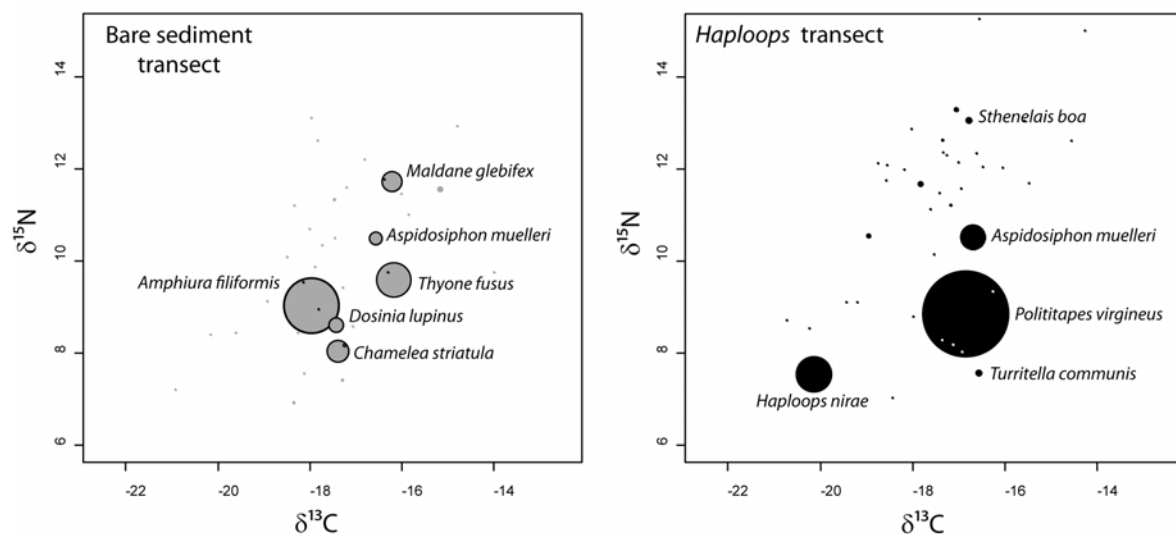 Bare sediment
transect
14
12
10
8
6
δ15N
Maldane glebifex
Aspidosiphon muelleri
Amphiura filiformis
Thyone fusus
Dosinia lupinus
Chamelea striatula
-22
-20
-18
-16
-14
δ13C
Haploops transect
14
12
10
8
6
δ15N
Sthenelais boa
Aspidosiphon muelleri
Polititapes virgineus
Turritella communis
Haploops nirae
-22
-20
-18
-16
-14
δ13C